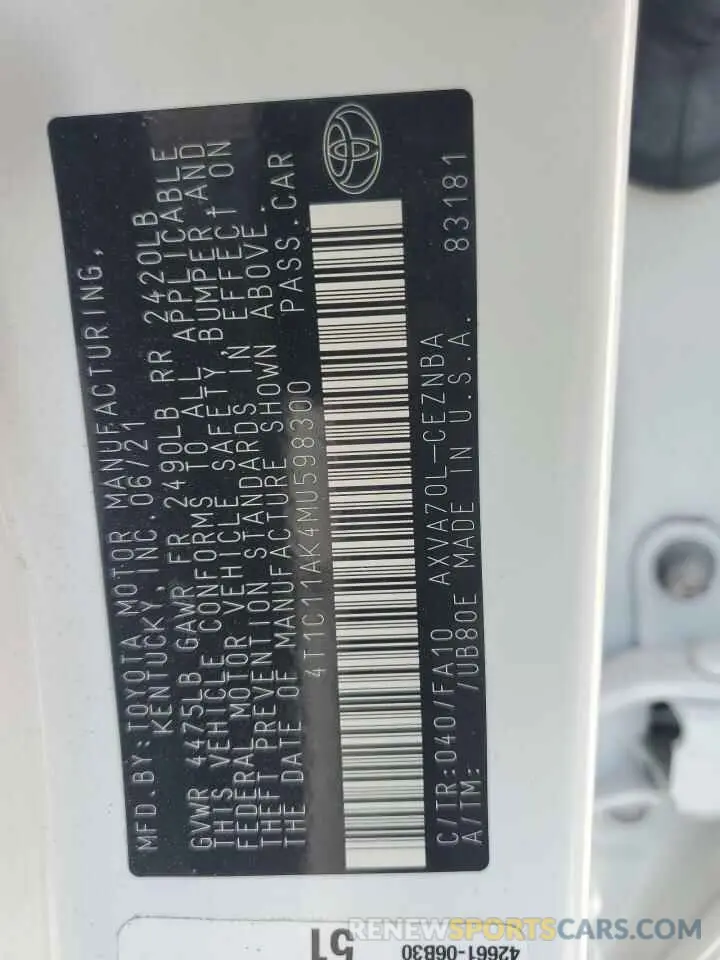 MFD.BY:TOYOTA MOTOR MANUFACTURING,
KENTUCKY, INC. 06/21
GVWR 4475LB GAWR FR 2490LB RR 2420LB
THIS VEHICLE CONFORMS TO ALL APPLICABLE
FEDERAL MOTOR VEHICLE SAFETY, BUMPER,AND
THEFT PREVENTION STANDARDS IN EFFECT ON
THE DATE OF MANUFACTURE SHOWN ABOVE.
4T1C11AK4MU598300 PASS.CAR
C/TR:040/FA10 AXVA70L-CEZNBA 83181
A/TM: /UB80E MADE IN U.S.A.
42661-06B30
51
RENEWSPORTSCARS.COM